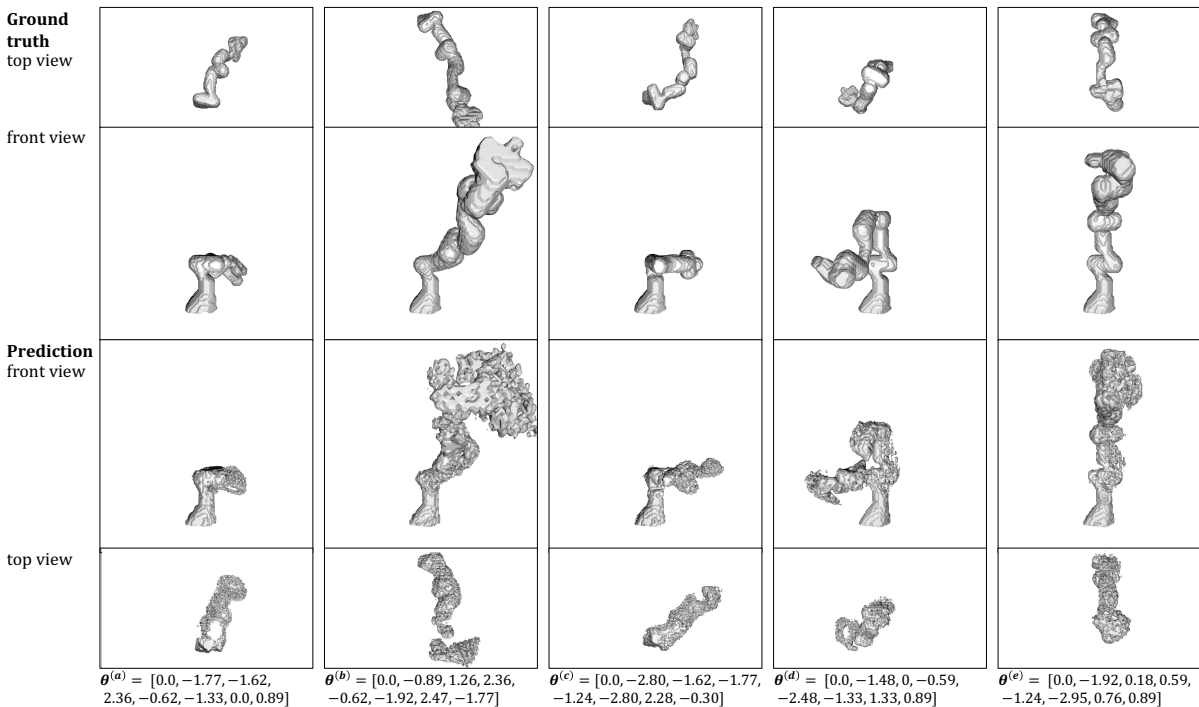 Ground
truth
top view
front view
Prediction
front view
top view
𝜽⁽ᵃ⁾ = [0.0, −1.77, −1.62,
2.36, −0.62, −1.33, 0.0, 0.89]
𝜽⁽ᵇ⁾ = [0.0, −0.89, 1.26, 2.36,
−0.62, −1.92, 2.47, −1.77]
𝜽⁽ᶜ⁾ = [0.0, −2.80, −1.62, −1.77,
−1.24, −2.80, 2.28, −0.30]
𝜽⁽ᵈ⁾ = [0.0, −1.48, 0, −0.59,
−2.48, −1.33, 1.33, 0.89]
𝜽⁽ᵉ⁾ = [0.0, −1.92, 0.18, 0.59,
−1.24, −2.95, 0.76, 0.89]